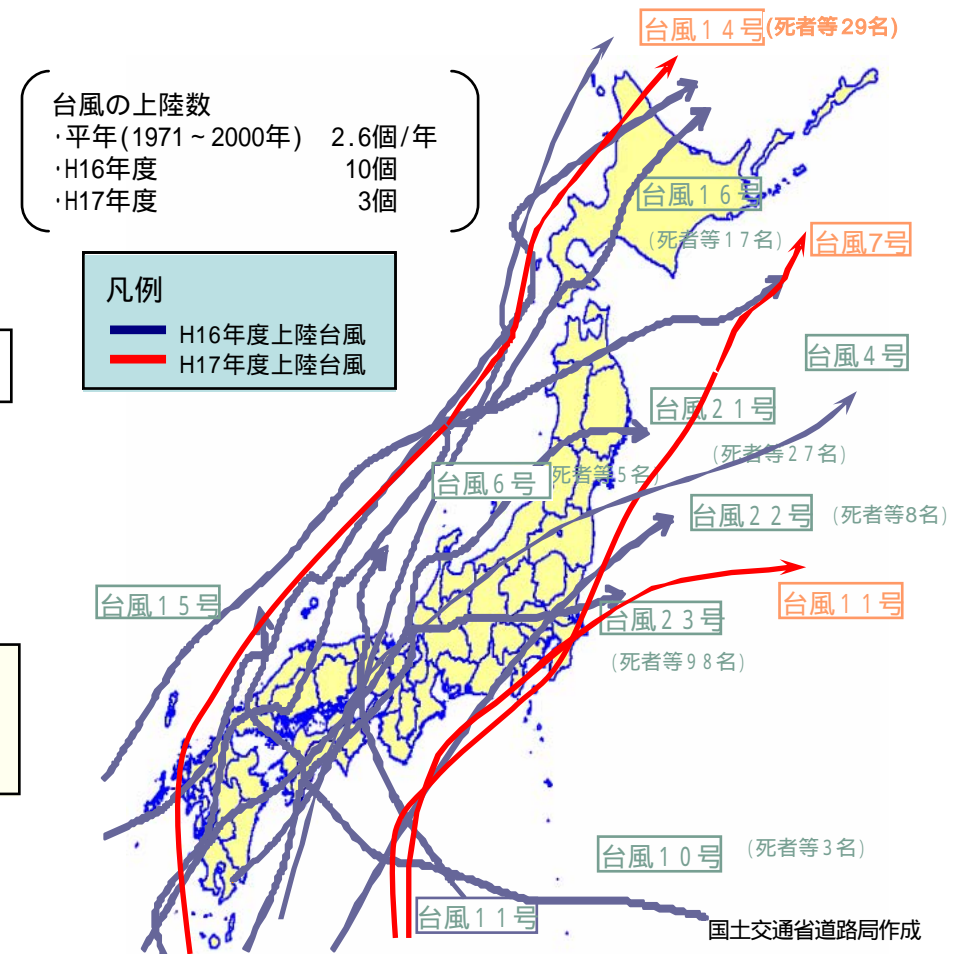 台風14号(死者等29名)
台風の上陸数
・平年(1971~2000年) 2.6個/年
・H16年度 10個
・H17年度 3個
台風16号
(死者等17名)
台風7号
凡例
H16年度上陸台風
H17年度上陸台風
台風4号
台風21号
(死者等27名)
台風6号
死者等5名)
台風22号 (死者等8名)
台風15号
台風11号
台風23号
(死者等98名)
台風10号 (死者等3名)
台風11号
国土交通省道路局作成